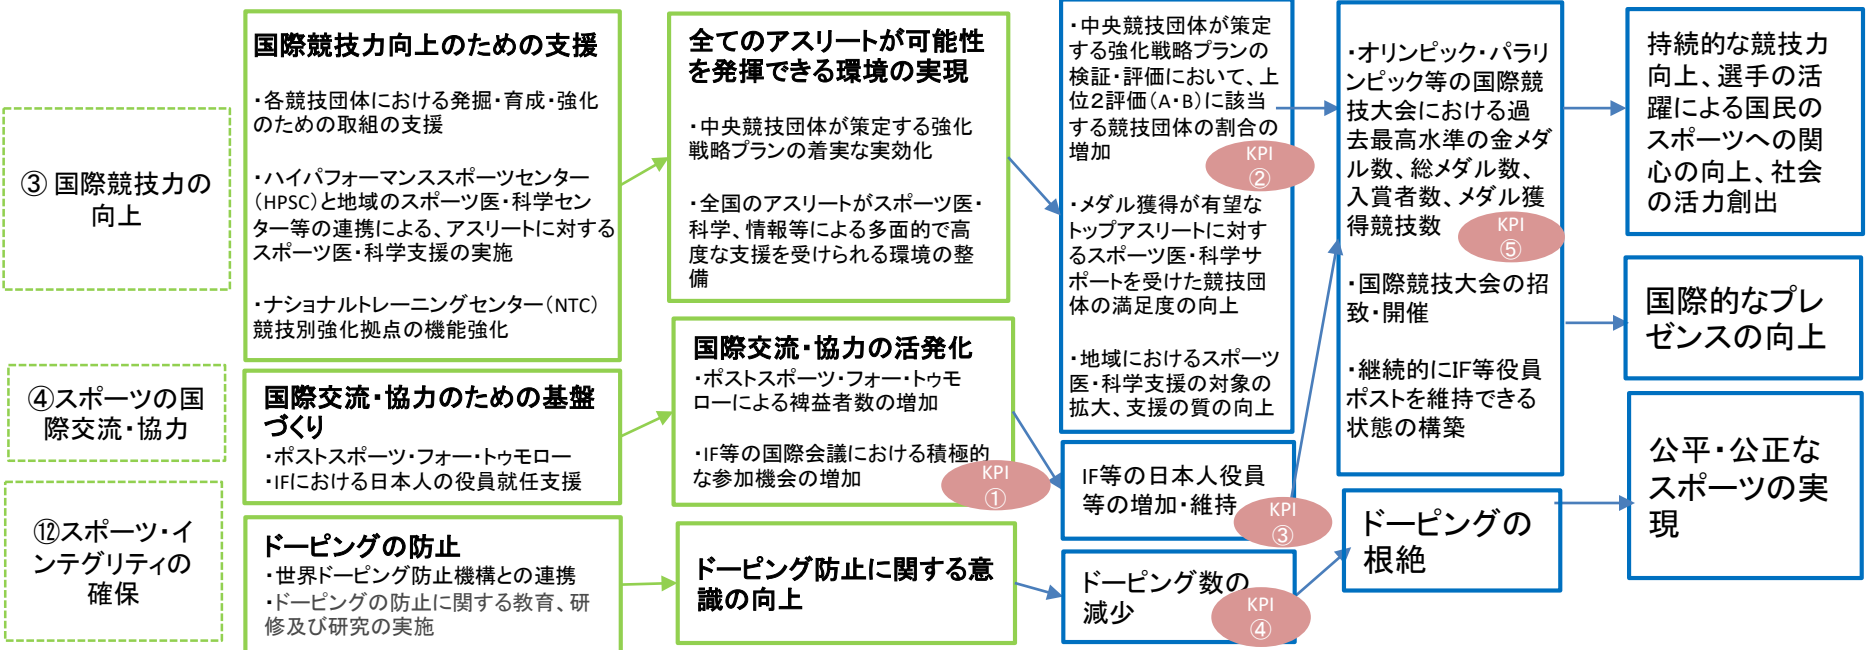 ③国際競技力の
向上
④スポーツの国
際交流・協力
⑫スポーツ・イ
ンテグリティの
確保
国際競技力向上のための支援
・各競技団体における発掘・育成・強化
のための取組の支援
・ハイパフォーマンススポーツセンター
（HPSC）と地域のスポーツ医・科学セン
ター等の連携による、アスリートに対する
スポーツ医・科学支援の実施
・ナショナルトレーニングセンター（NTC）
競技別強化拠点の機能強化
国際交流・協力のための基盤
づくり
・ポストスポーツ・フォー・トゥモロー
・IFにおける日本人の役員就任支援
ドーピングの防止
・世界ドーピング防止機構との連携
・ドーピングの防止に関する教育、研
修及び研究の実施
全てのアスリートが可能性
を発揮できる環境の実現
・中央競技団体が策定する強化
戦略プランの着実な実効化
・全国のアスリートがスポーツ医・
科学、情報等による多面的で高
度な支援を受けられる環境の整
備
国際交流・協力の活発化
・ポストスポーツ・フォー・トゥモ
ローによる裨益者数の増加
・IF等の国際会議における積極的
な参加機会の増加
KPI
①
ドーピング防止に関する意
識の向上
・中央競技団体が策定
する強化戦略プランの
検証・評価において、上
位２評価（A・B）に該当
する競技団体の割合の
増加
KPI
②
・メダル獲得が有望な
トップアスリートに対す
るスポーツ医・科学サ
ポートを受けた競技団
体の満足度の向上
・地域におけるスポーツ
医・科学支援の対象の
拡大、支援の質の向上
IF等の日本人役員
等の増加・維持
KPI
③
ドーピング数の
減少
KPI
④
・オリンピック・パラリ
ンピック等の国際競
技大会における過
去最高水準の金メダ
ル数、総メダル数、
入賞者数、メダル獲
得競技数
KPI
⑤
・国際競技大会の招
致・開催
・継続的にIF等役員
ポストを維持できる
状態の構築
ドーピングの
根絶
持続的な競技力
向上、選手の活
躍による国民の
スポーツへの関
心の向上、社会
の活力創出
国際的なプレ
ゼンスの向上
公平・公正な
スポーツの実
現